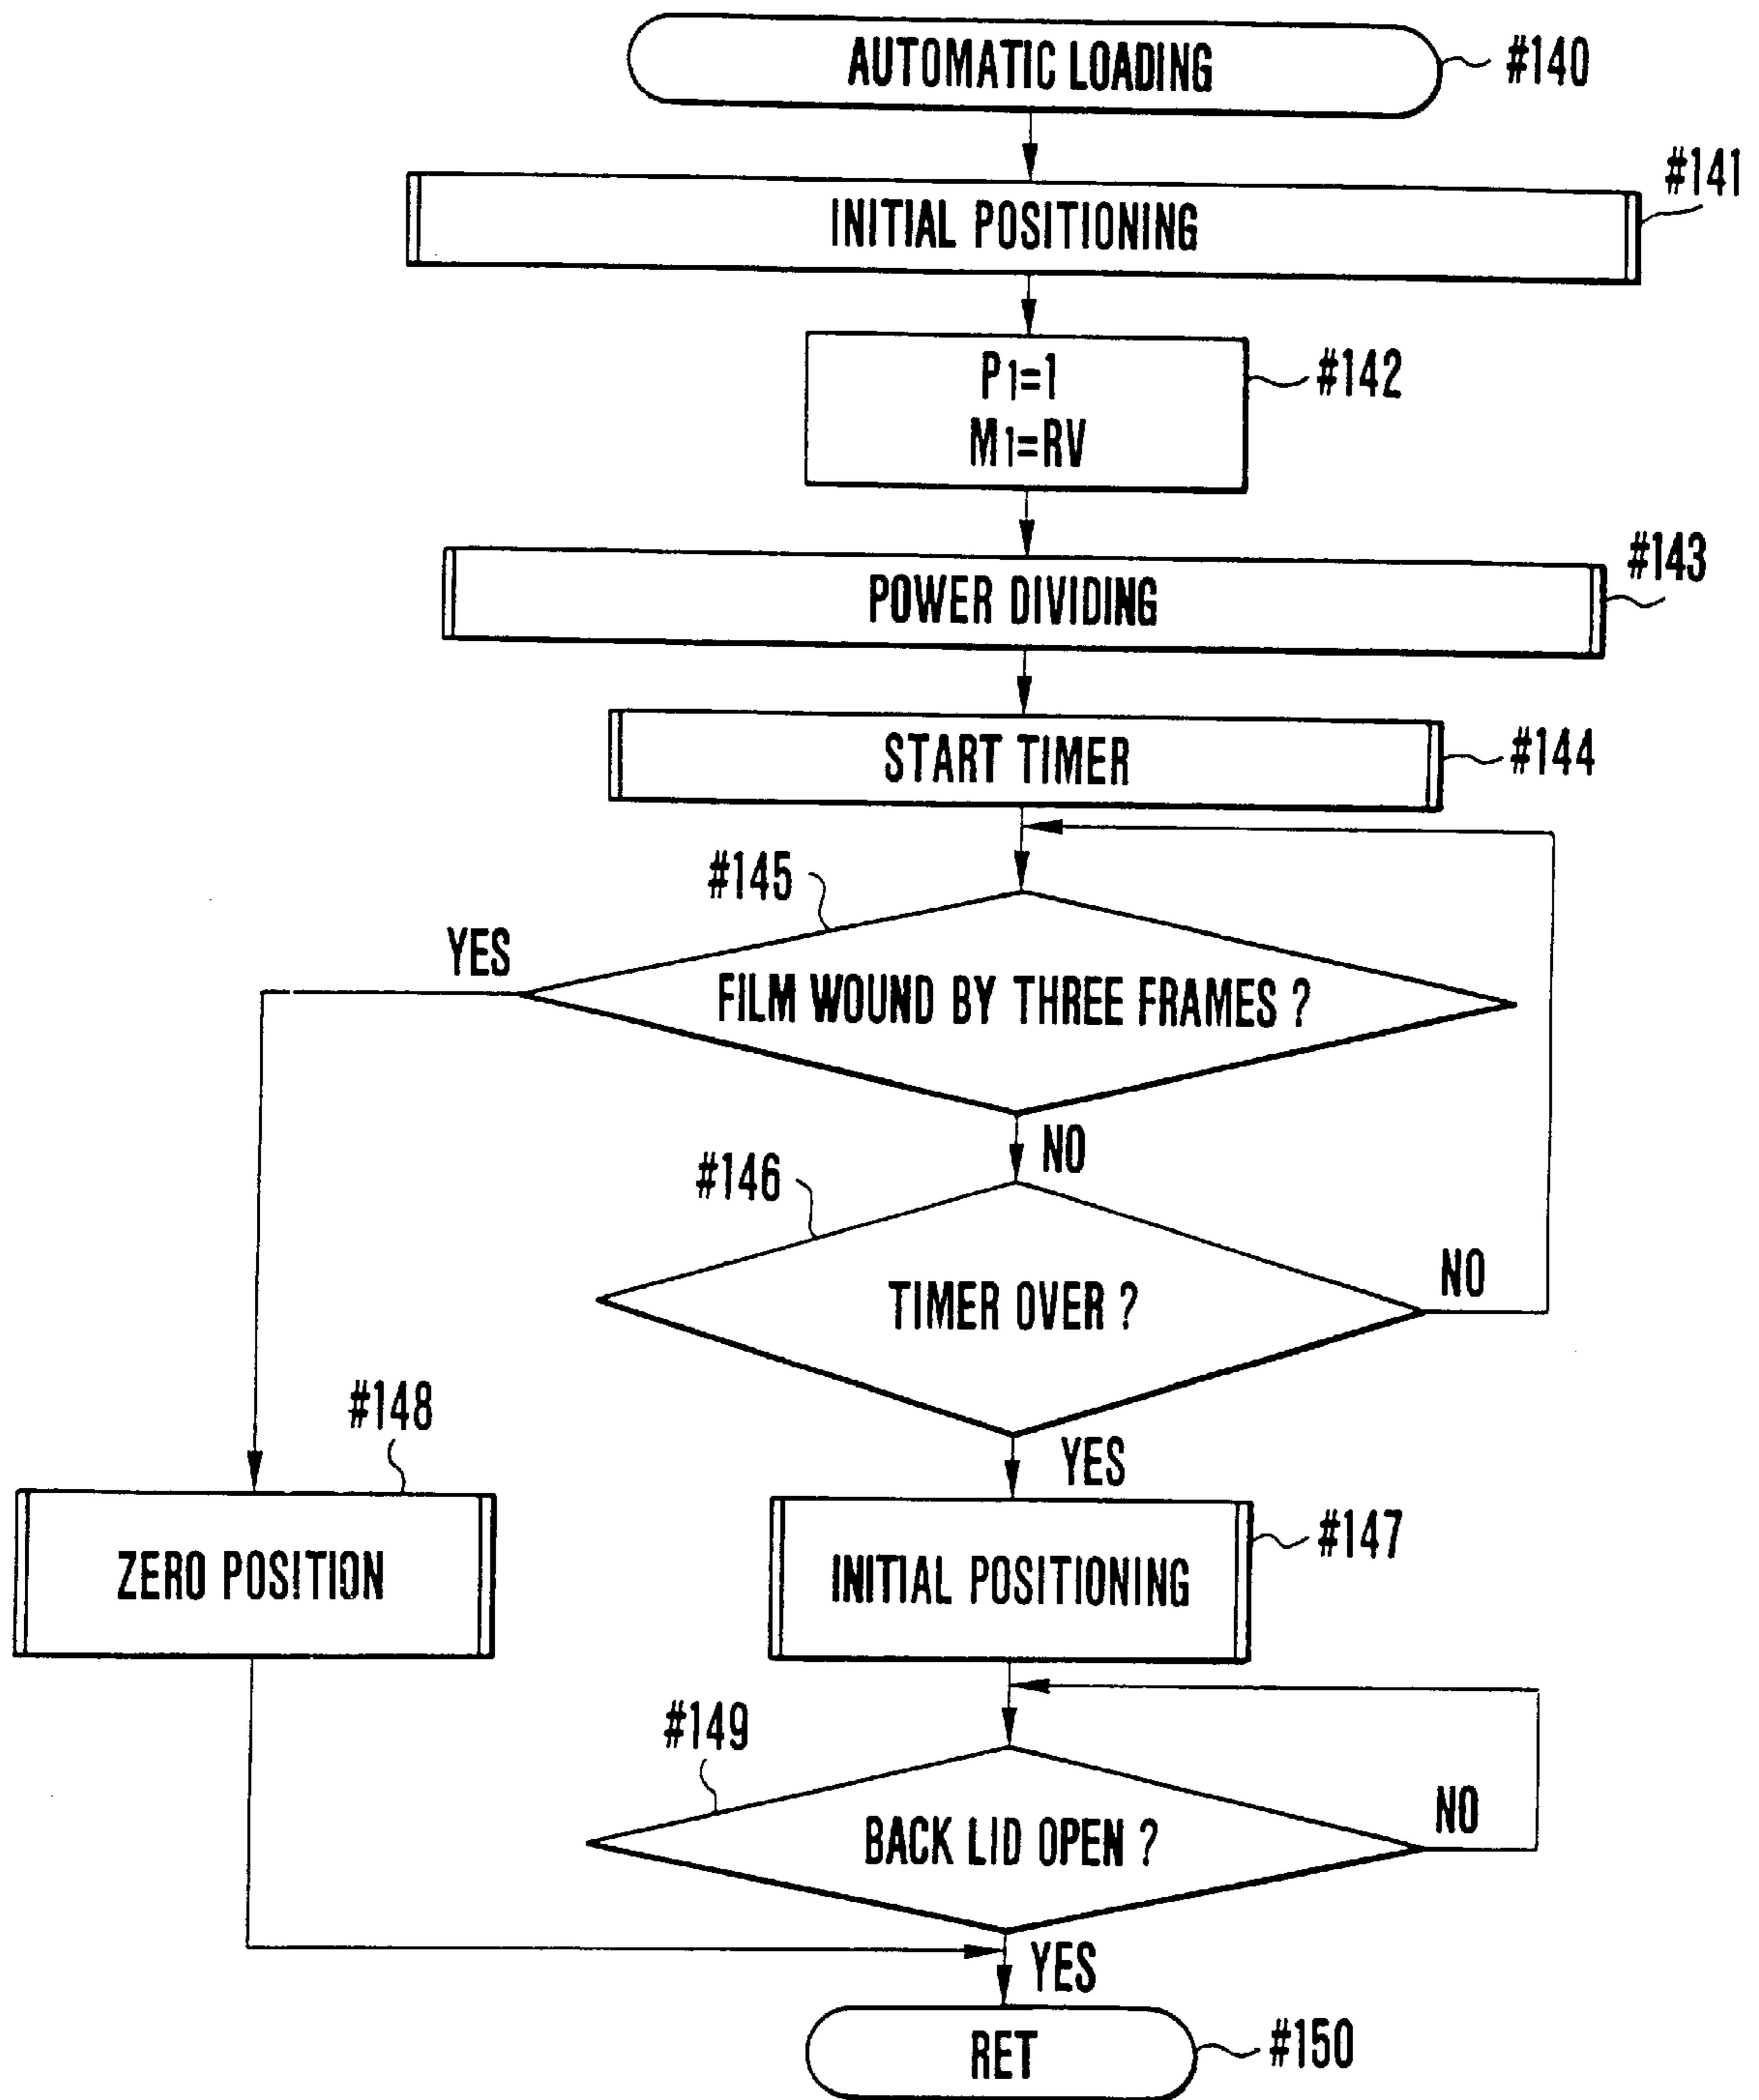 AUTOMATIC LOADING
#140
#141
INITIAL POSITIONING
P1=1
M1=RV
#142
#143
POWER DIVIDING
START TIMER
#144
#145
YES
FILM WOUND BY THREE FRAMES ?
NO
#146
TIMER OVER ?
NO
#148
YES
ZERO POSITION
INITIAL POSITIONING
#147
#149
BACK LID OPEN ?
NO
YES
RET
#150